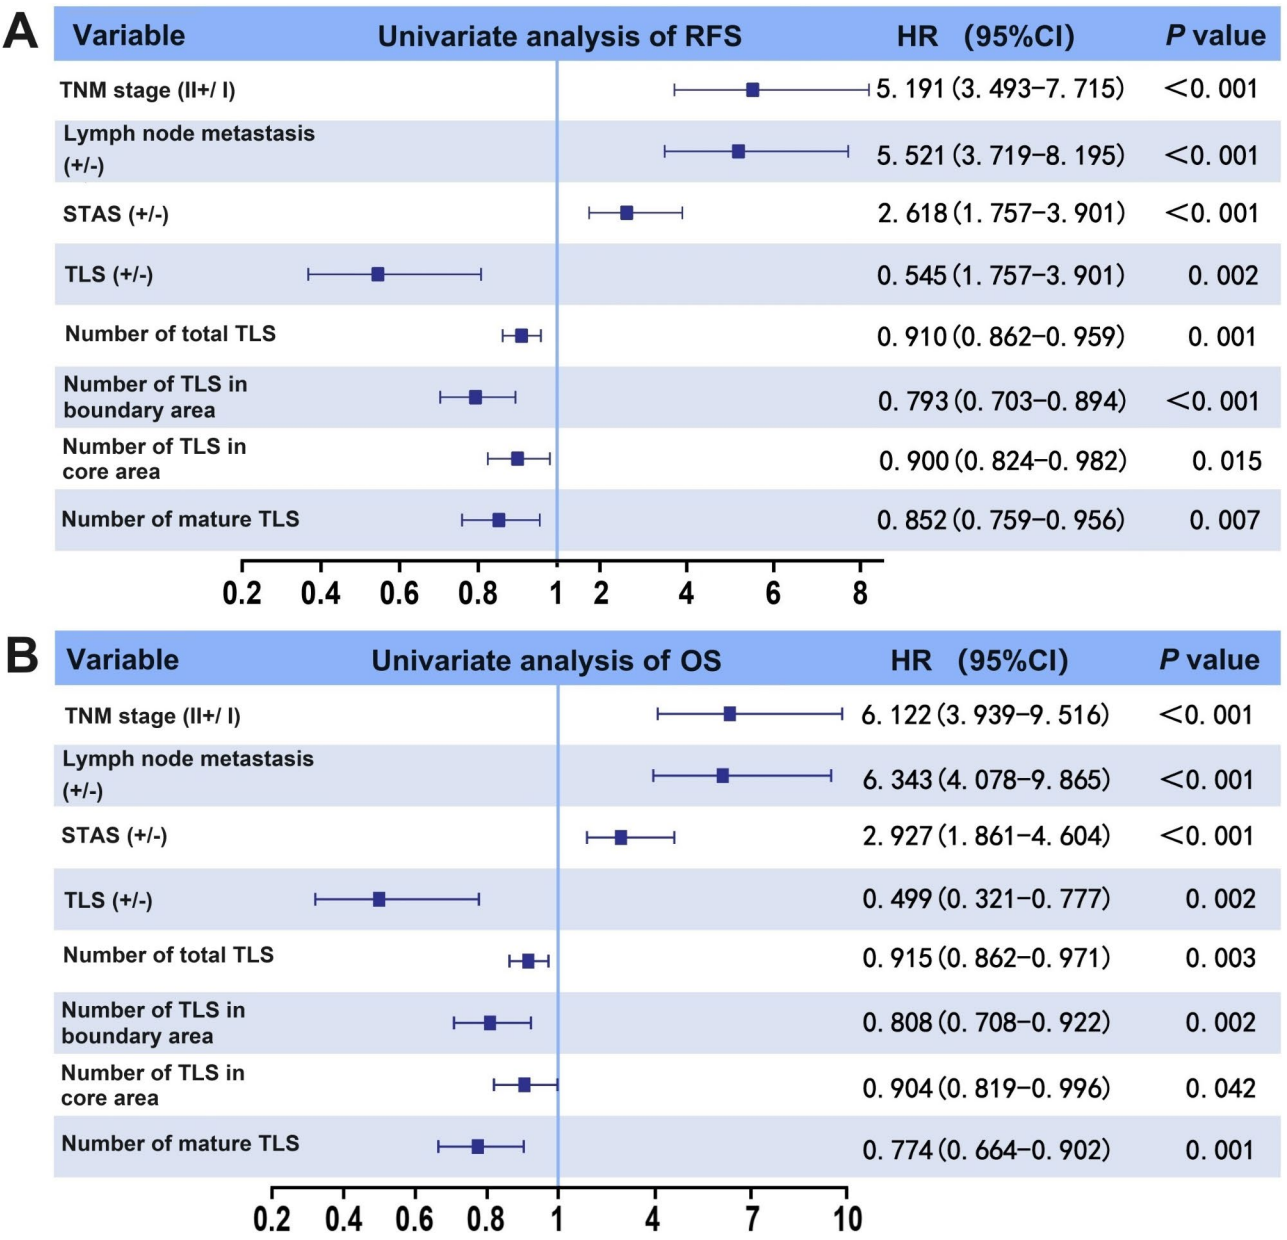 A
Variable Univariate analysis of RFS HR (95%CI) P value
TNM stage (II+/ I) 5.191(3.493-7.715) <0.001
Lymph node metastasis
(+/-) 5.521(3.719-8.195) <0.001
STAS (+/-) 2.618(1.757-3.901) <0.001
TLS (+/-) 0.545(1.757-3.901) 0.002
Number of total TLS 0.910(0.862-0.959) 0.001
Number of TLS in
boundary area 0.793(0.703-0.894) <0.001
Number of TLS in
core area 0.900(0.824-0.982) 0.015
Number of mature TLS 0.852(0.759-0.956) 0.007
0.2 0.4 0.6 0.8 1 2 4 6 8
B
Variable Univariate analysis of OS HR (95%CI) P value
TNM stage (II+/ I) 6.122(3.939-9.516) <0.001
Lymph node metastasis
(+/-) 6.343(4.078-9.865) <0.001
STAS (+/-) 2.927(1.861-4.604) <0.001
TLS (+/-) 0.499(0.321-0.777) 0.002
Number of total TLS 0.915(0.862-0.971) 0.003
Number of TLS in
boundary area 0.808(0.708-0.922) 0.002
Number of TLS in
core area 0.904(0.819-0.996) 0.042
Number of mature TLS 0.774(0.664-0.902) 0.001
0.2 0.4 0.6 0.8 1 4 7 10